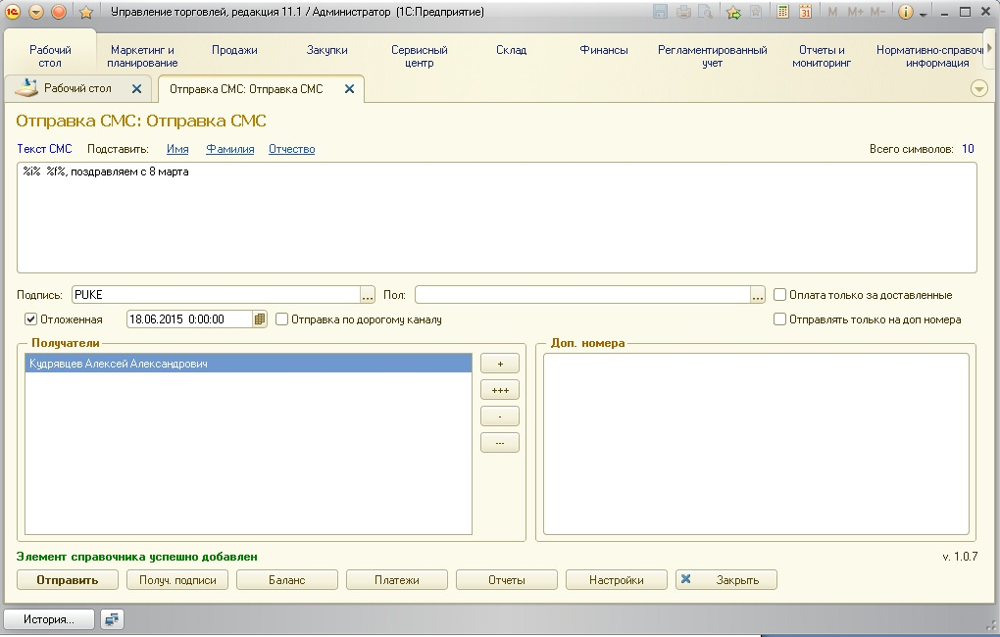 Управление торговлей, редакция 11.1 / Администратор (1С:Предприятие)
31 M M+ M-
Рабочий стол
Маркетинг и планирование
Продажи
Закупки
Сервисный центр
Склад
Финансы
Регламентированный учет
Отчеты и мониторинг
Нормативно-справоч информация
Рабочий стол
Отправка СМС: Отправка СМС
Отправка СМС: Отправка СМС
Текст СМС Подставить: Имя Фамилия Отчество Всего символов: 10
%i% %f%, поздравляем с 8 марта
Подпись: PUKE ... Пол: ... Оплата только за доставленные
Отложенная 18.06.2015 0:00:00 Отправка по дорогому каналу Отправлять только на доп номера
Получатели Доп. номера
Кудрявцев Алексей Александрович
+
+++
-
---
Элемент справочника успешно добавлен v. 1.0.7
Отправить Получ. подписи Баланс Платежи Отчеты Настройки Закрыть
История...